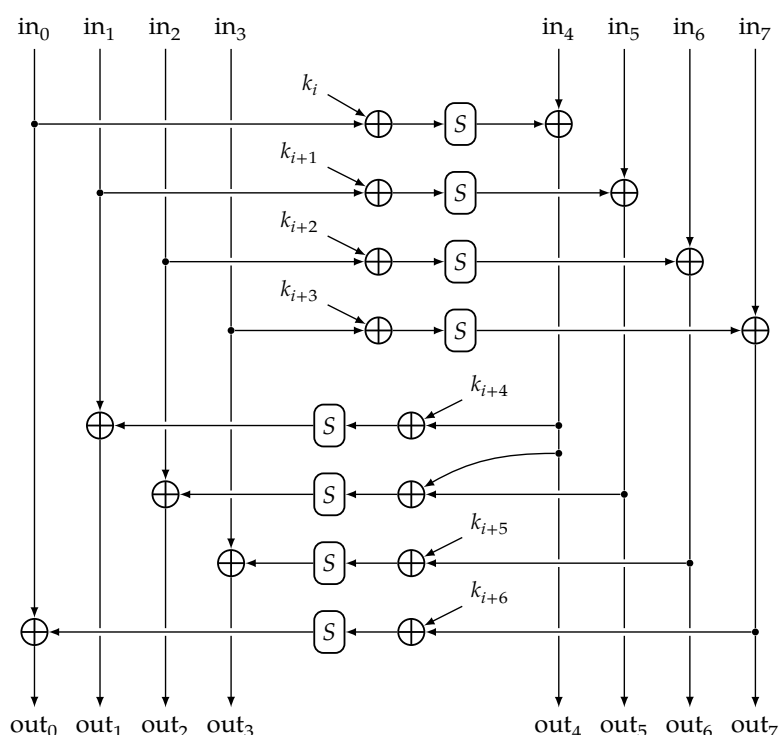 in₀ in₁ in₂ in₃ in₄ in₅ in₆ in₇
kᵢ
S
kᵢ₊₁
S
kᵢ₊₂
S
kᵢ₊₃
S
kᵢ₊₄
S
S
kᵢ₊₅
S
kᵢ₊₆
S
out₀ out₁ out₂ out₃ out₄ out₅ out₆ out₇